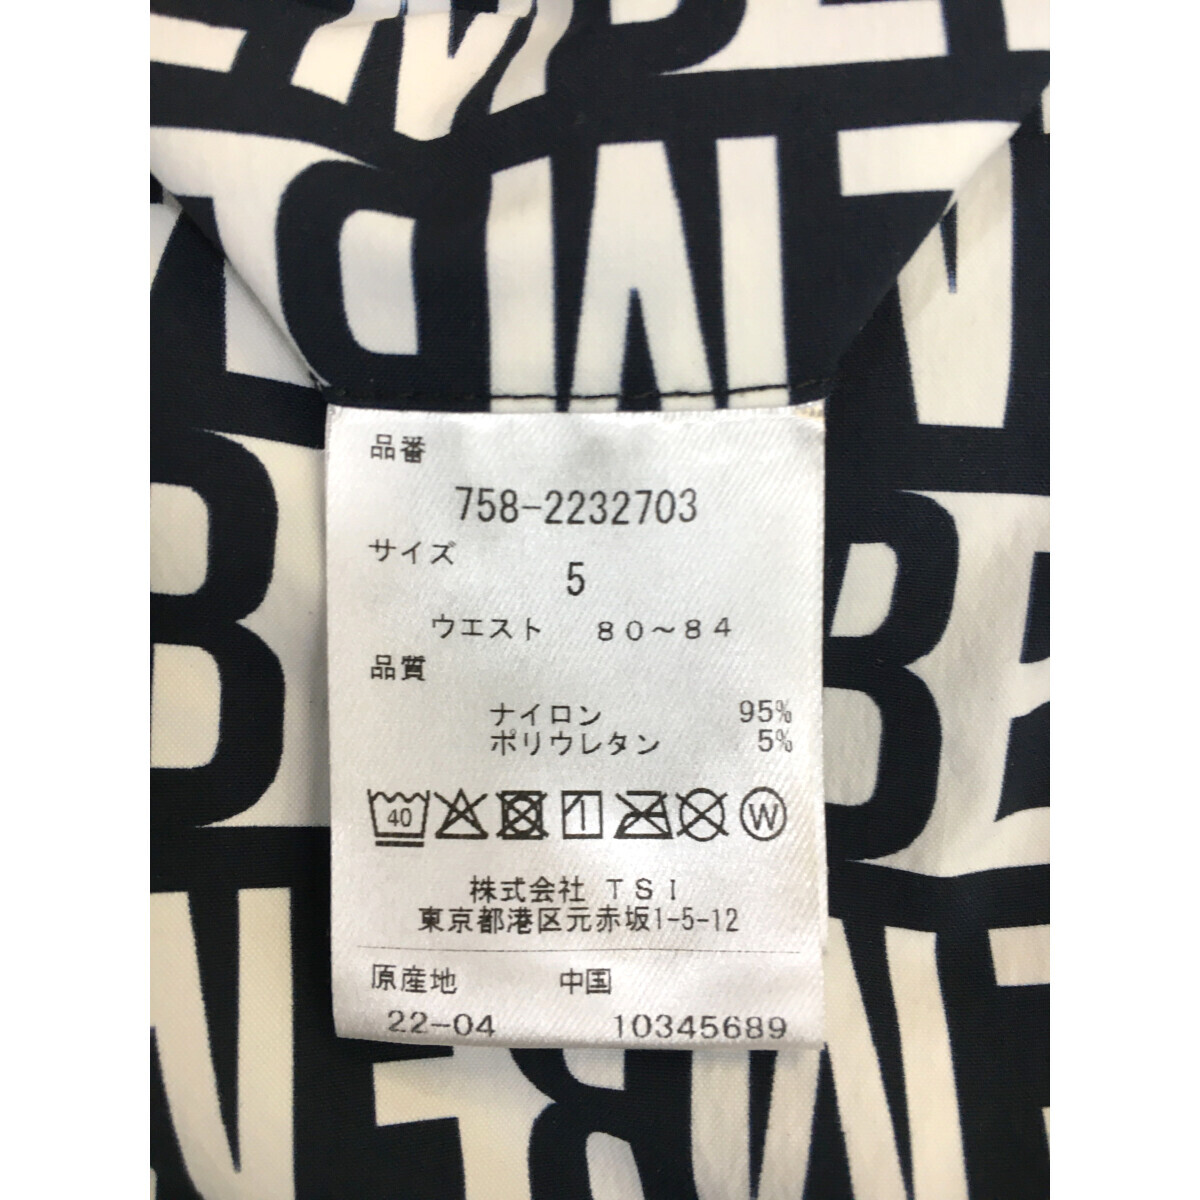 品番
758-2232703
サイズ
5
ウエスト 80~84
品質
ナイロン 95%
ポリウレタン 5%
40 W
株式会社 TSI
東京都港区元赤坂1-5-12
原産地 中国
22-04 10345689